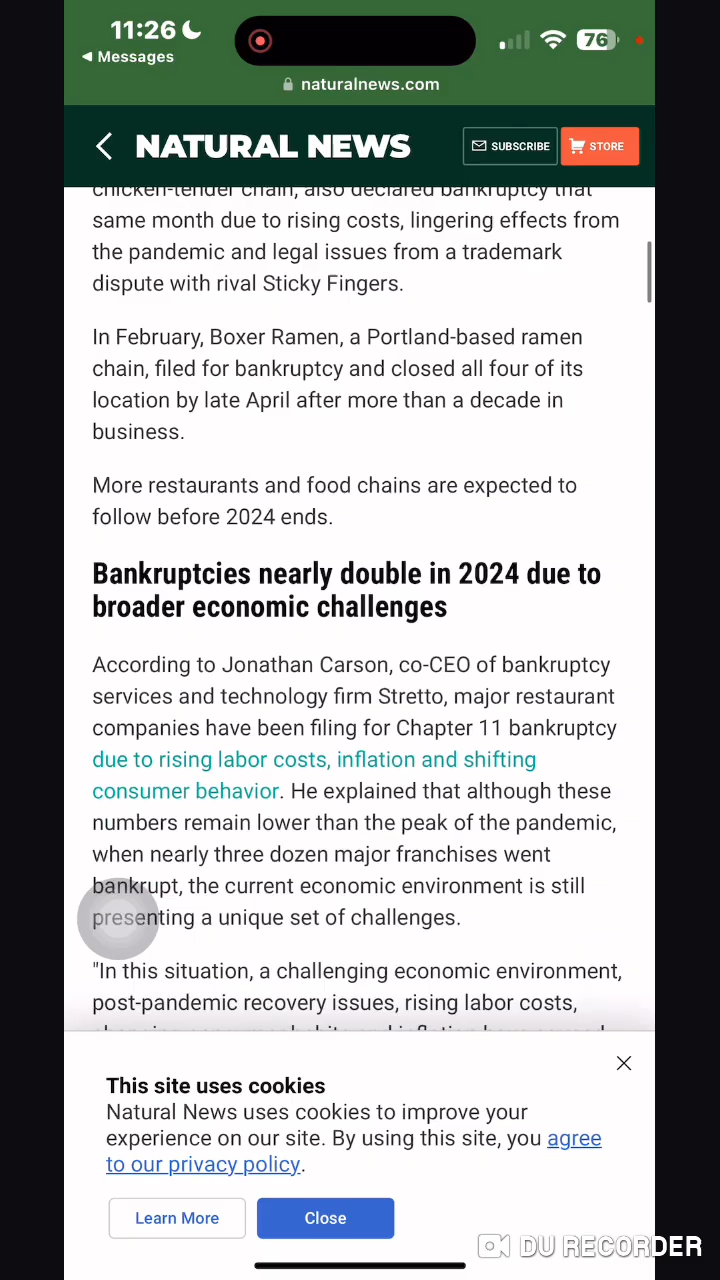 11:26
76
Messages
naturalnews.com
NATURAL NEWS
SUBSCRIBE
STORE
chicken-tender chain, also declared bankruptcy that
same month due to rising costs, lingering effects from
the pandemic and legal issues from a trademark
dispute with rival Sticky Fingers.
In February, Boxer Ramen, a Portland-based ramen
chain, filed for bankruptcy and closed all four of its
location by late April after more than a decade in
business.
More restaurants and food chains are expected to
follow before 2024 ends.
Bankruptcies nearly double in 2024 due to
broader economic challenges
According to Jonathan Carson, co-CEO of bankruptcy
services and technology firm Stretto, major restaurant
companies have been filing for Chapter 11 bankruptcy
due to rising labor costs, inflation and shifting
consumer behavior. He explained that although these
numbers remain lower than the peak of the pandemic,
when nearly three dozen major franchises went
bankrupt, the current economic environment is still
presenting a unique set of challenges.
"In this situation, a challenging economic environment,
post-pandemic recovery issues, rising labor costs,
This site uses cookies
Natural News uses cookies to improve your
experience on our site. By using this site, you agree
to our privacy policy.
Learn More
Close
DU RECORDER